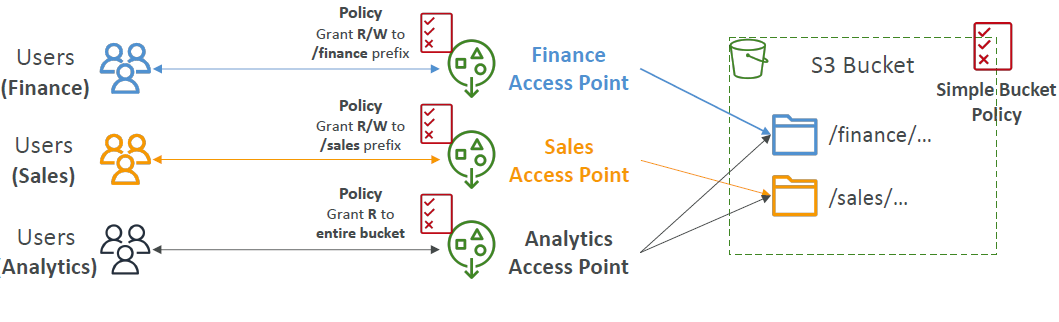 Users
(Finance)
Policy
Grant R/W to
/finance prefix
Finance
Access Point
S3 Bucket
Simple Bucket
Policy
/finance/...
Users
(Sales)
Policy
Grant R/W to
/sales prefix
Sales
Access Point
/sales/...
Users
(Analytics)
Policy
Grant R to
entire bucket
Analytics
Access Point